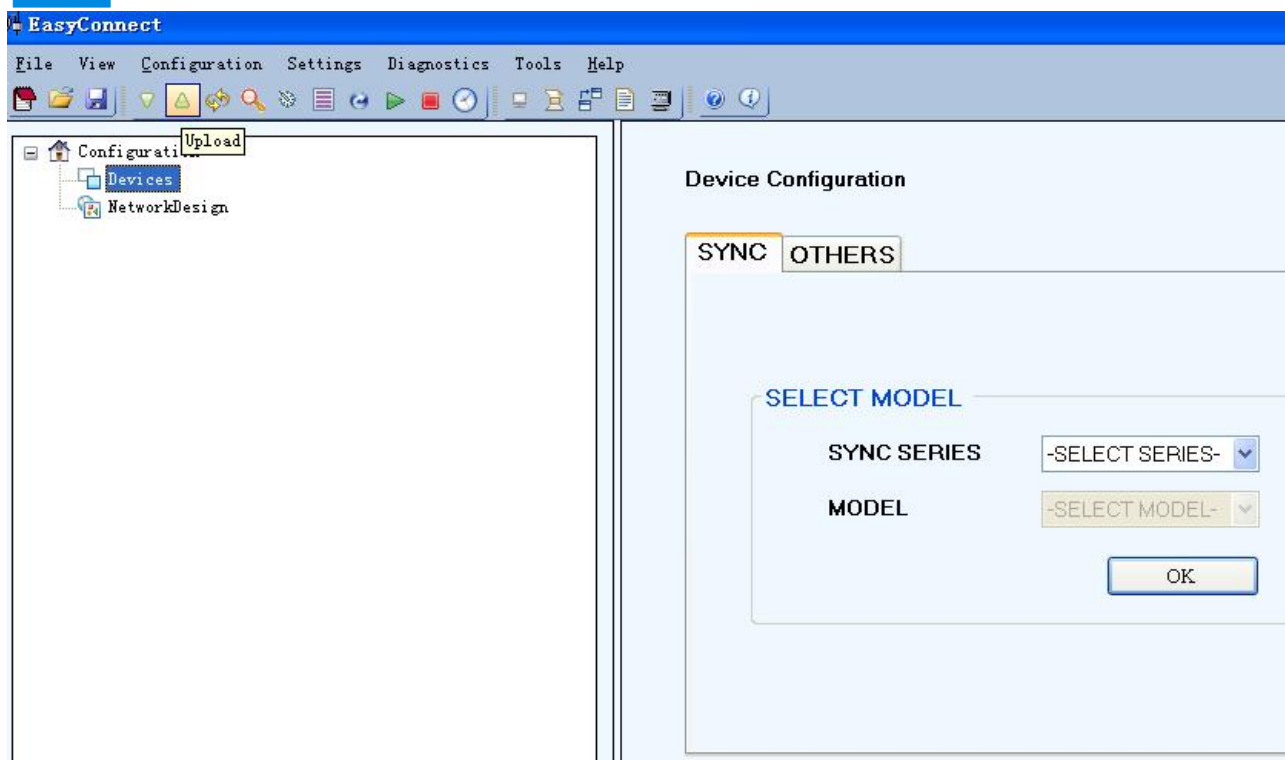 EasyConnect
File View Configuration Settings Diagnostics Tools Help
Upload
Configurati
Devices
NetworkDesign
Device Configuration
SYNC OTHERS
SELECT MODEL
SYNC SERIES -SELECT SERIES-
MODEL -SELECT MODEL-
OK